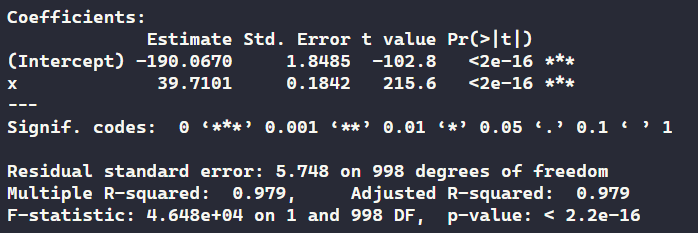 Coefficients:
             Estimate Std. Error t value Pr(>|t|)
(Intercept) -190.0670     1.8485  -102.8   <2e-16 ***
x             39.7101     0.1842   215.6   <2e-16 ***
---
Signif. codes:  0 ‘***’ 0.001 ‘**’ 0.01 ‘*’ 0.05 ‘.’ 0.1 ‘ ’ 1
Residual standard error: 5.748 on 998 degrees of freedom
Multiple R-squared:  0.979,     Adjusted R-squared:  0.979
F-statistic: 4.648e+04 on 1 and 998 DF,  p-value: < 2.2e-16